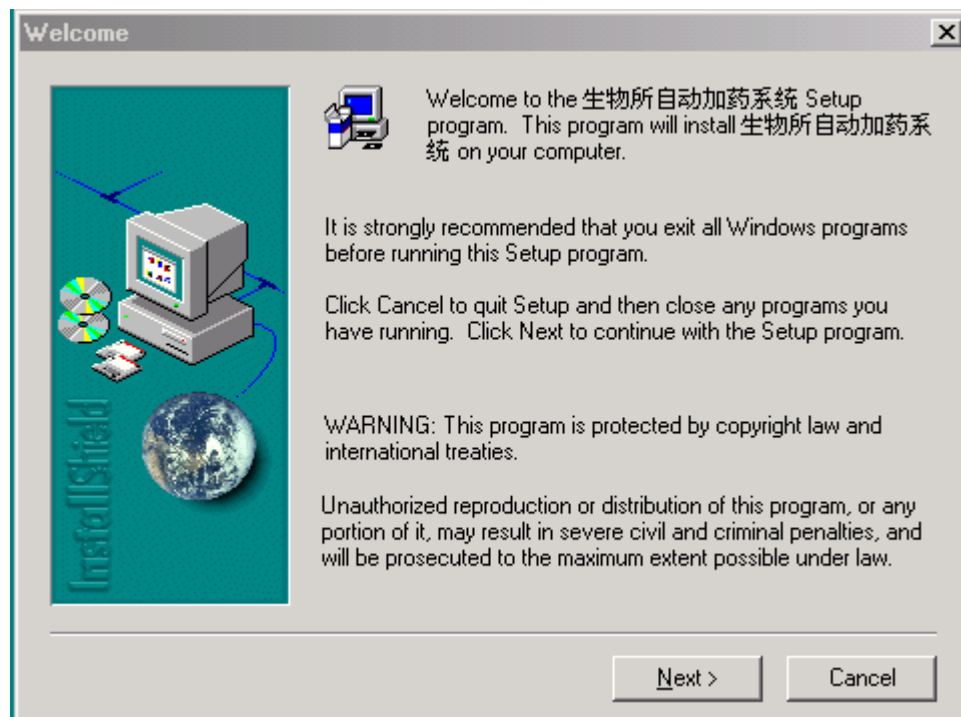 Welcome
Welcome to the 生物所自动加药系统 Setup
program.  This program will install 生物所自动加药系
统 on your computer.
It is strongly recommended that you exit all Windows programs
before running this Setup program.
Click Cancel to quit Setup and then close any programs you
have running.  Click Next to continue with the Setup program.
WARNING: This program is protected by copyright law and
international treaties.
Unauthorized reproduction or distribution of this program, or any
portion of it, may result in severe civil and criminal penalties, and
will be prosecuted to the maximum extent possible under law.
InstallShield
Next >
Cancel